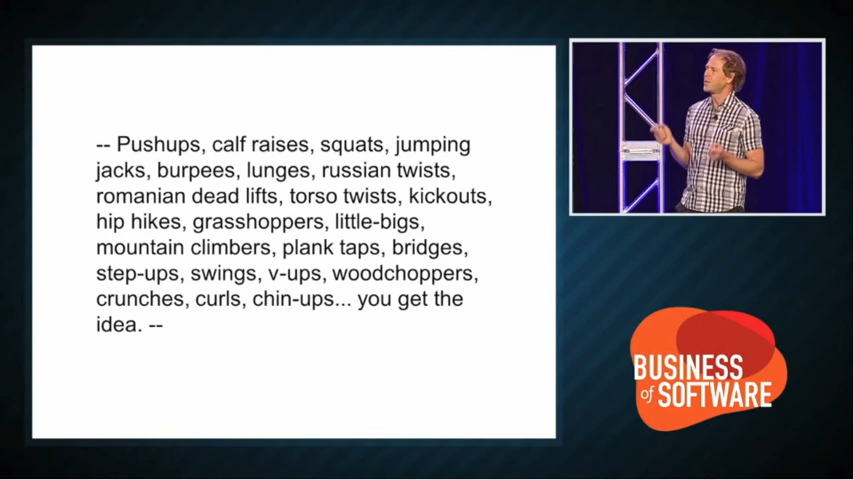 -- Pushups, calf raises, squats, jumping
jacks, burpees, lunges, russian twists,
romanian dead lifts, torso twists, kickouts,
hip hikes, grasshoppers, little-bigs,
mountain climbers, plank taps, bridges,
step-ups, swings, v-ups, woodchoppers,
crunches, curls, chin-ups... you get the
idea. --
BUSINESS
of SOFTWARE